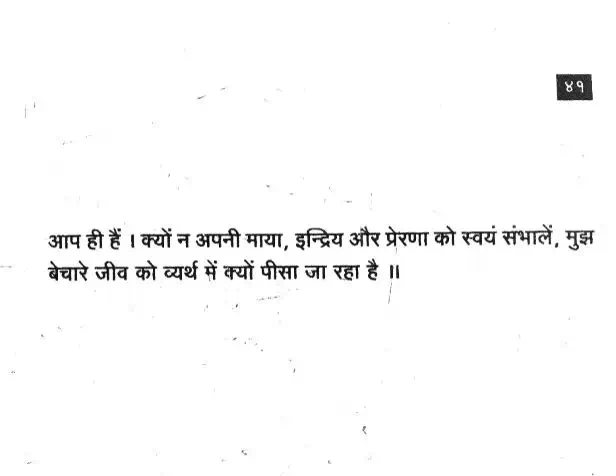 ४१
आप ही हैं । क्यों न अपनी माया, इन्द्रिय और प्रेरणा को स्वयं संभालें, मुझ
बेचारे जीव को व्यर्थ में क्यों पीसा जा रहा है ॥